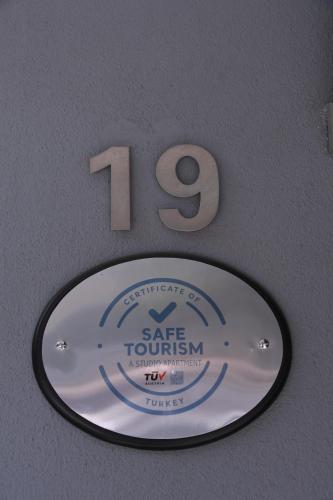 19
CERTIFICATE OF
SAFE
TOURISM
A STUDIO APARTMENT
TÜV
AUSTRIA
TURKEY